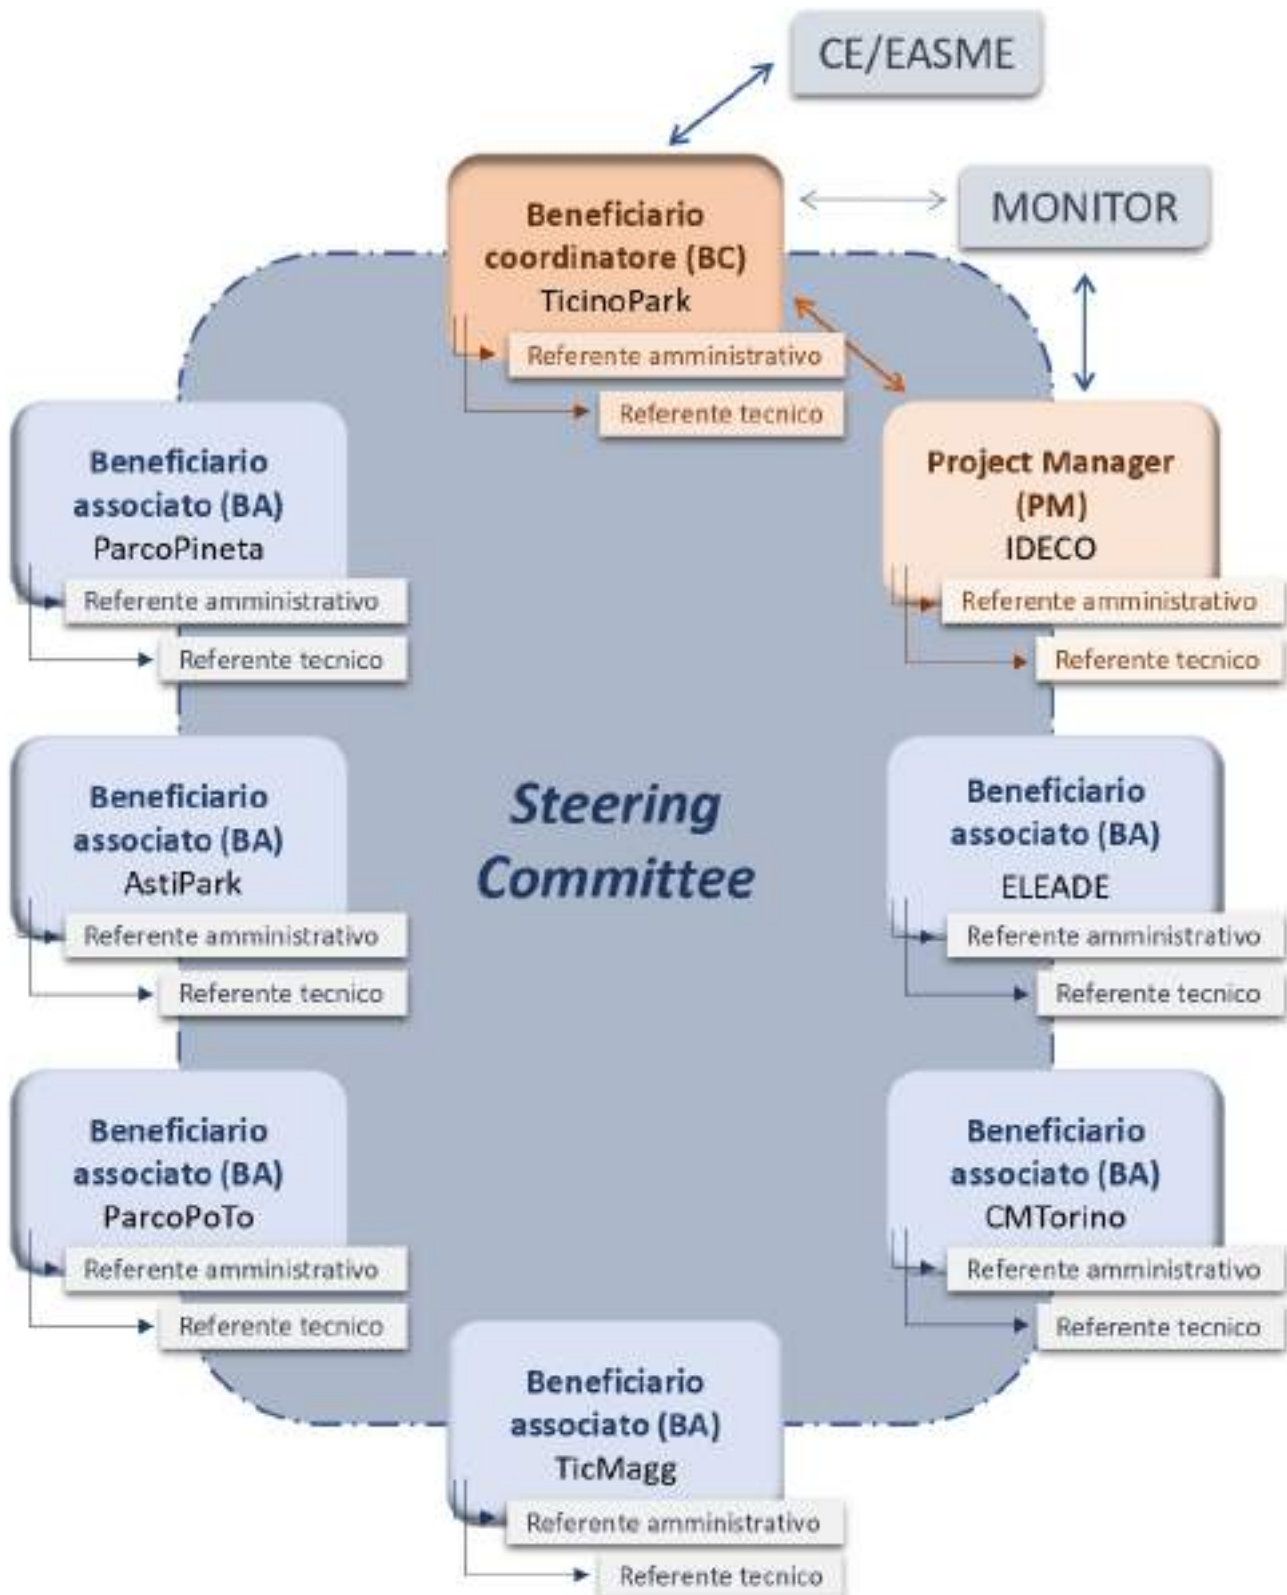 CE/EASME
MONITOR
Beneficiario
coordinatore (BC)
TicinoPark
Referente amministrativo
Referente tecnico
Beneficiario
associato (BA)
ParcoPineta
Referente amministrativo
Referente tecnico
Project Manager
(PM)
IDECO
Referente amministrativo
Referente tecnico
Beneficiario
associato (BA)
AstiPark
Referente amministrativo
Referente tecnico
Steering
Committee
Beneficiario
associato (BA)
ELEADE
Referente amministrativo
Referente tecnico
Beneficiario
associato (BA)
ParcoPoTo
Referente amministrativo
Referente tecnico
Beneficiario
associato (BA)
CMTorino
Referente amministrativo
Referente tecnico
Beneficiario
associato (BA)
TicMagg
Referente amministrativo
Referente tecnico